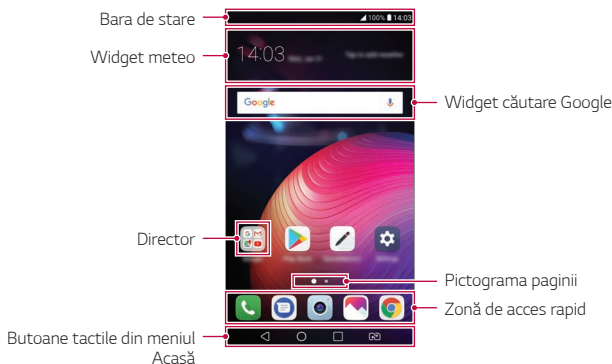 Bara de stare
100% 14:03
Widget meteo
14:03
Google
Widget căutare Google
Director
Pictograma paginii
Zonă de acces rapid
Butoane tactile din meniul
Acasă